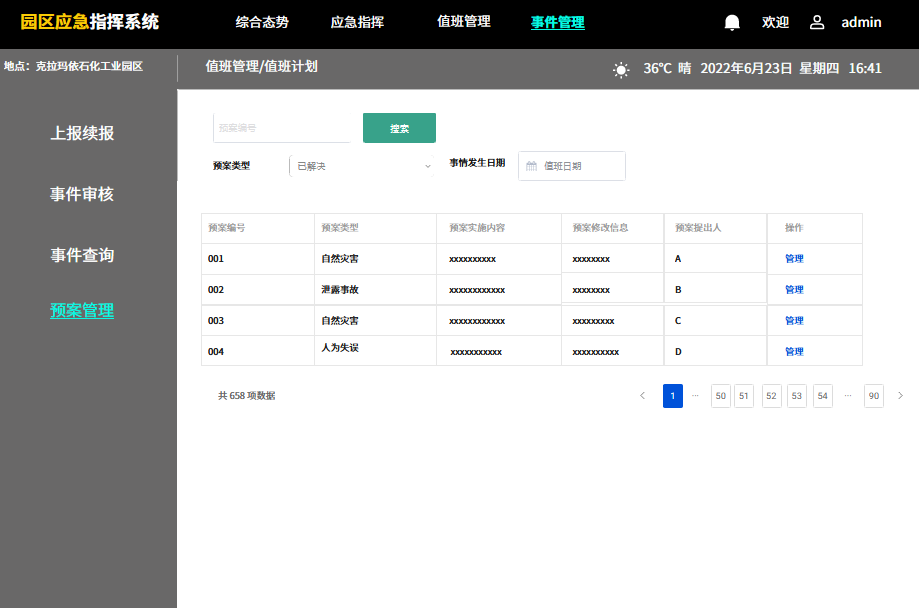 园区应急指挥系统 综合态势 应急指挥 值班管理 事件管理 欢迎 admin
地点：克拉玛依石化工业园区 值班管理/值班计划 36℃ 晴 2022年6月23日 星期四 16:41
上报续报
事件审核
事件查询
预案管理
预案编号 搜索
预案类型 已解决 事情发生日期 值班日期
预案编号 预案类型 预案实施内容 预案修改信息 预案提出人 操作
001 自然灾害 xxxxxxxxxx xxxxxxxx A 管理
002 泄露事故 xxxxxxxxxxxx xxxxxxxx B 管理
003 自然灾害 xxxxxxxxxxxx xxxxxxxxx C 管理
004 人为失误 xxxxxxxxxxx xxxxxxxxxx D 管理
共 658 项数据 1 ··· 50 51 52 53 54 ··· 90